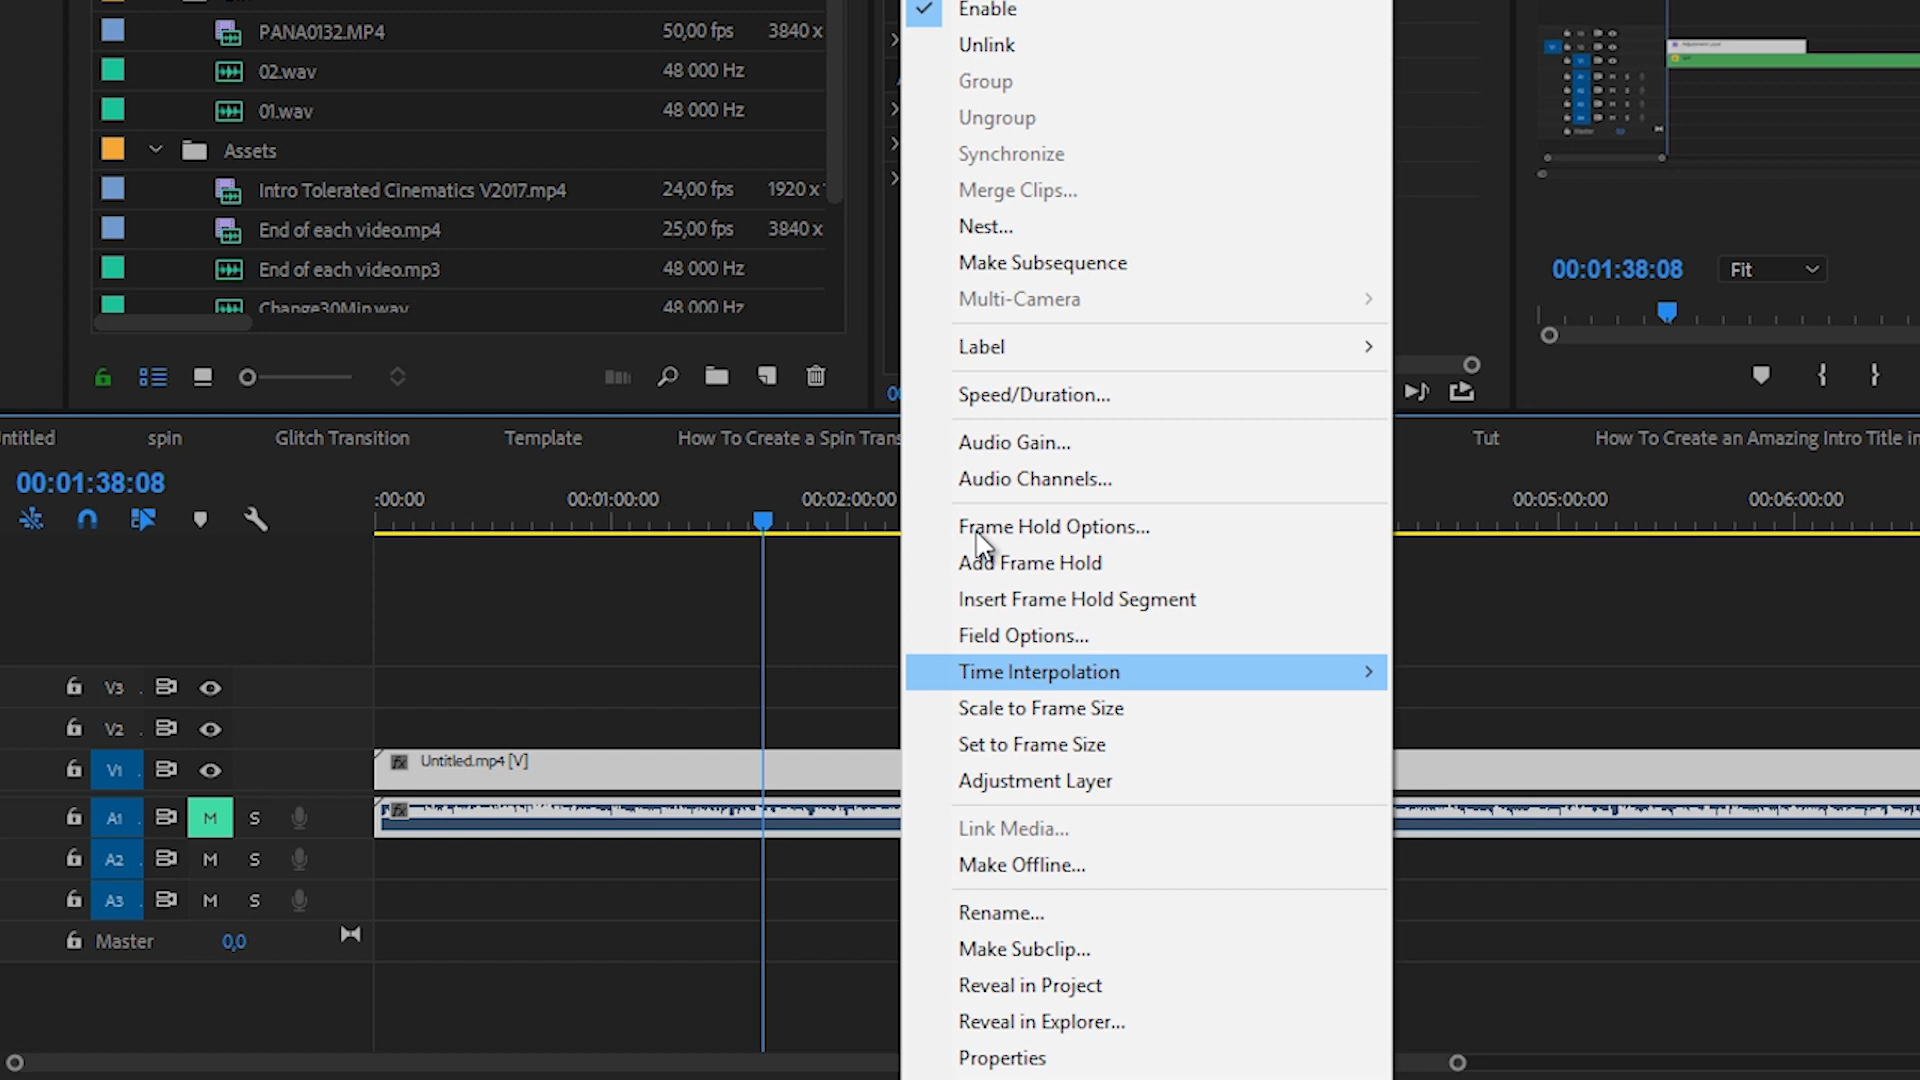 PANA0132.MP4 50,00 fps 3840 x
02.wav 48 000 Hz
01.wav 48 000 Hz
Assets
Intro Tolerated Cinematics V2017.mp4 24,00 fps 1920 x
End of each video.mp4 25,00 fps 3840 x
End of each video.mp3 48 000 Hz
Change30Min.wav 48 000 Hz
Enable
Unlink
Group
Ungroup
Synchronize
Merge Clips...
Nest...
Make Subsequence
Multi-Camera
Label
Speed/Duration...
Audio Gain...
Audio Channels...
Frame Hold Options...
Add Frame Hold
Insert Frame Hold Segment
Field Options...
Time Interpolation
Scale to Frame Size
Set to Frame Size
Adjustment Layer
Link Media...
Make Offline...
Rename...
Make Subclip...
Reveal in Project
Reveal in Explorer...
Properties
00:01:38:08 Fit
ntitled spin Glitch Transition Template How To Create a Spin Trans Tut How To Create an Amazing Intro Title in
00:01:38:08
:00:00 00:01:00:00 00:02:00:00 00:05:00:00 00:06:00:00
V3
V2
V1 fx Untitled.mp4 [V]
A1 M S fx
A2 M S
A3 M S
Master 0,0